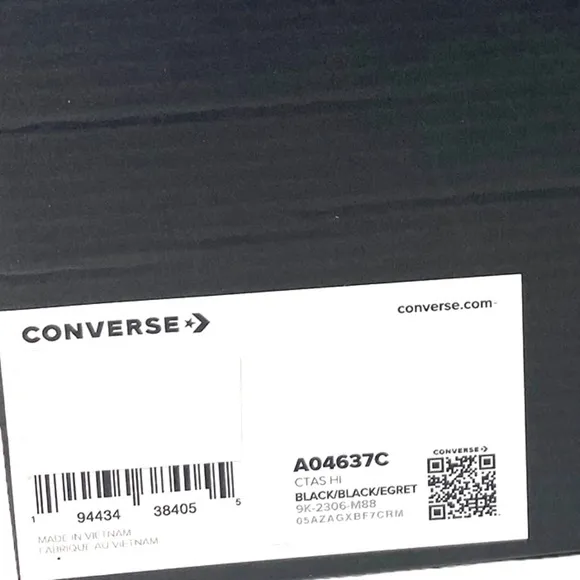 CONVERSE
converse.com
A04637C
CTAS HI
BLACK/BLACK/EGRET
9K-2306-M88
05AZAGXBF7CRM
CONVERSE
1 94434 38405 5
MADE IN VIETNAM
FABRIQUE AU VIETNAM